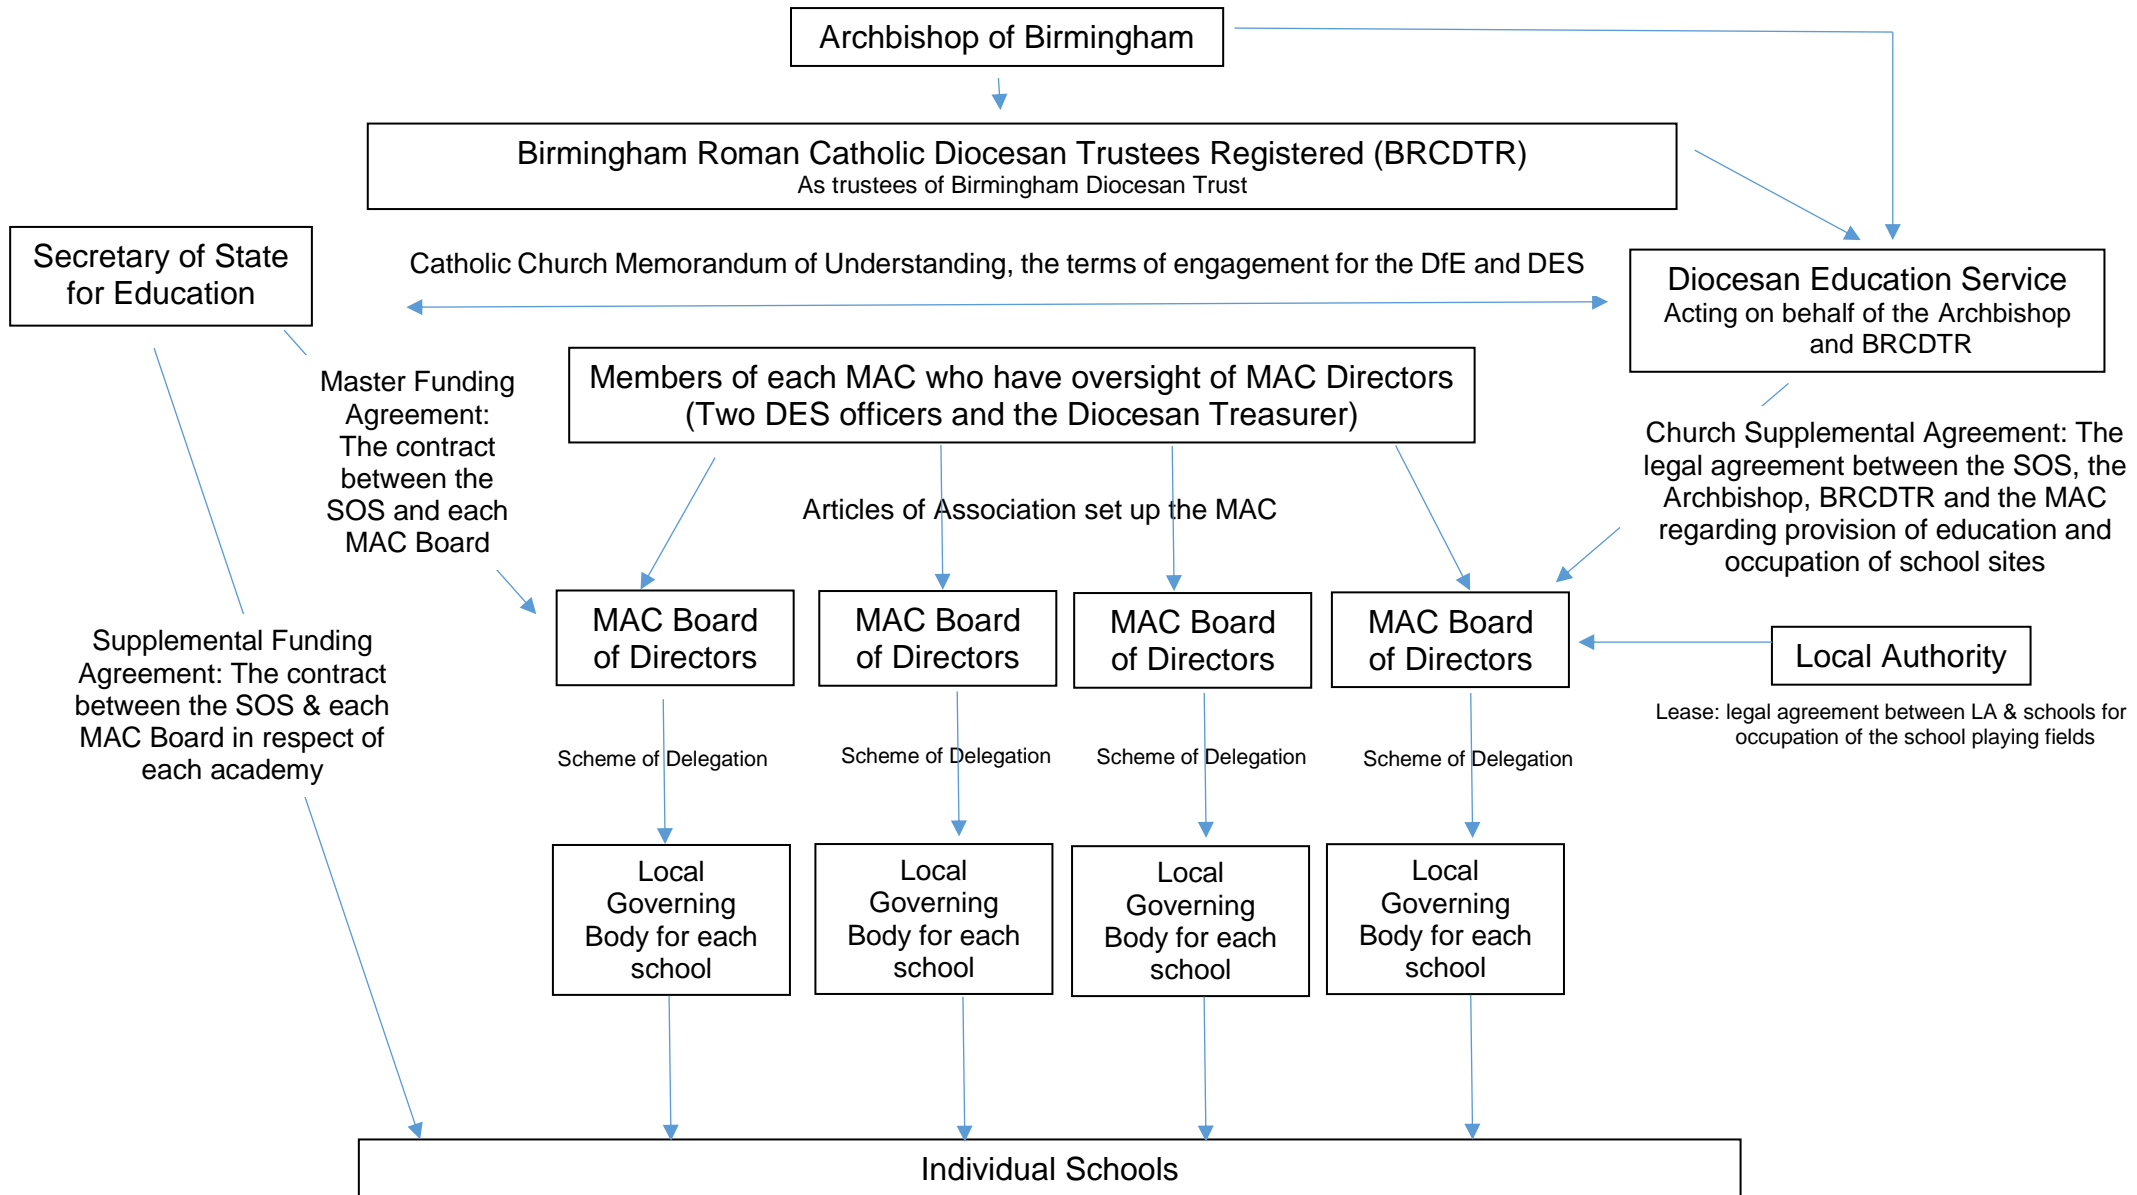 Archbishop of Birmingham
Birmingham Roman Catholic Diocesan Trustees Registered (BRCDTR)
As trustees of Birmingham Diocesan Trust
Secretary of State
for Education
Catholic Church Memorandum of Understanding, the terms of engagement for the DfE and DES
Diocesan Education Service
Acting on behalf of the Archbishop
and BRCDTR
Members of each MAC who have oversight of MAC Directors
(Two DES officers and the Diocesan Treasurer)
Master Funding
Agreement:
The contract
between the
SOS and each
MAC Board
Articles of Association set up the MAC
Church Supplemental Agreement: The
legal agreement between the SOS, the
Archbishop, BRCDTR and the MAC
regarding provision of education and
occupation of school sites
MAC Board
of Directors
MAC Board
of Directors
MAC Board
of Directors
MAC Board
of Directors
Local Authority
Lease: legal agreement between LA & schools for
occupation of the school playing fields
Supplemental Funding
Agreement: The contract
between the SOS & each
MAC Board in respect of
each academy
Scheme of Delegation
Scheme of Delegation
Scheme of Delegation
Scheme of Delegation
Local
Governing
Body for each
school
Local
Governing
Body for each
school
Local
Governing
Body for each
school
Local
Governing
Body for each
school
Individual Schools